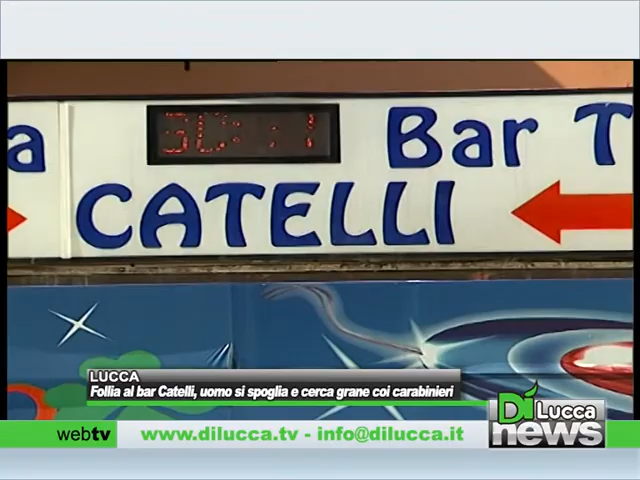 a
Bar T
CATELLI
LUCCA
Follia al bar Catelli, uomo si spoglia e cerca grane coi carabinieri
webtv
www.dilucca.tv - info@dilucca.it
Di Lucca
news